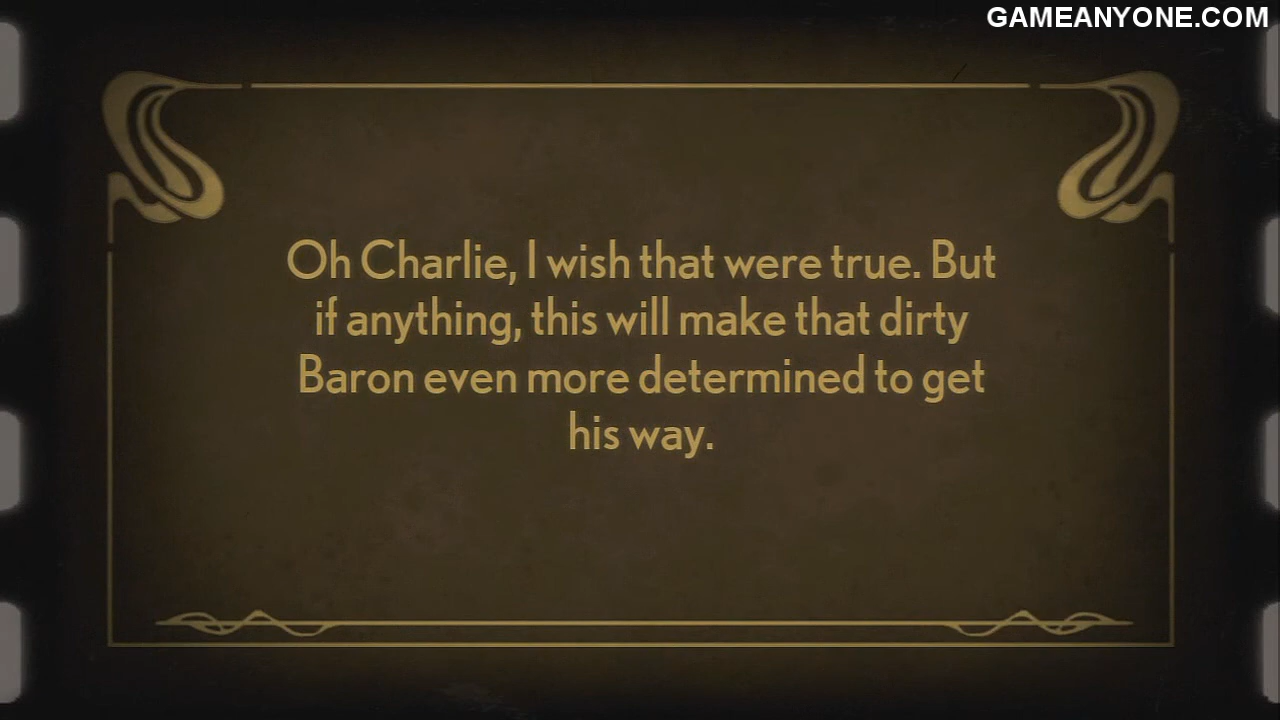 GAMEANYONE.COM
Oh Charlie, I wish that were true. But
if anything, this will make that dirty
Baron even more determined to get
his way.